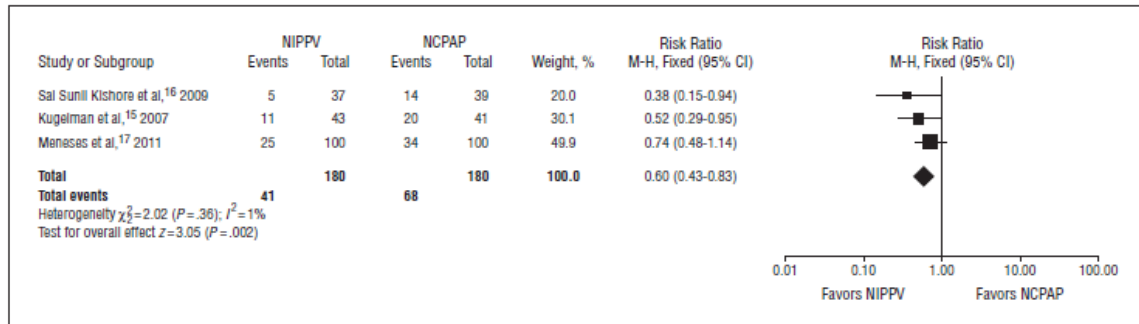 NIPPV NCPAP Risk Ratio Risk Ratio
Study or Subgroup Events Total Events Total Weight, % M-H, Fixed (95% CI) M-H, Fixed (95% CI)
Sai Sunil Kishore et al,16 2009 5 37 14 39 20.0 0.38 (0.15-0.94)
Kugelman et al,15 2007 11 43 20 41 30.1 0.52 (0.29-0.95)
Meneses et al,17 2011 25 100 34 100 49.9 0.74 (0.48-1.14)
Total 180 180 100.0 0.60 (0.43-0.83)
Total events 41 68
Heterogeneity χ²₂=2.02 (P=.36); I²=1%
Test for overall effect z=3.05 (P=.002)
0.01 0.10 1.00 10.00 100.00
Favors NIPPV Favors NCPAP